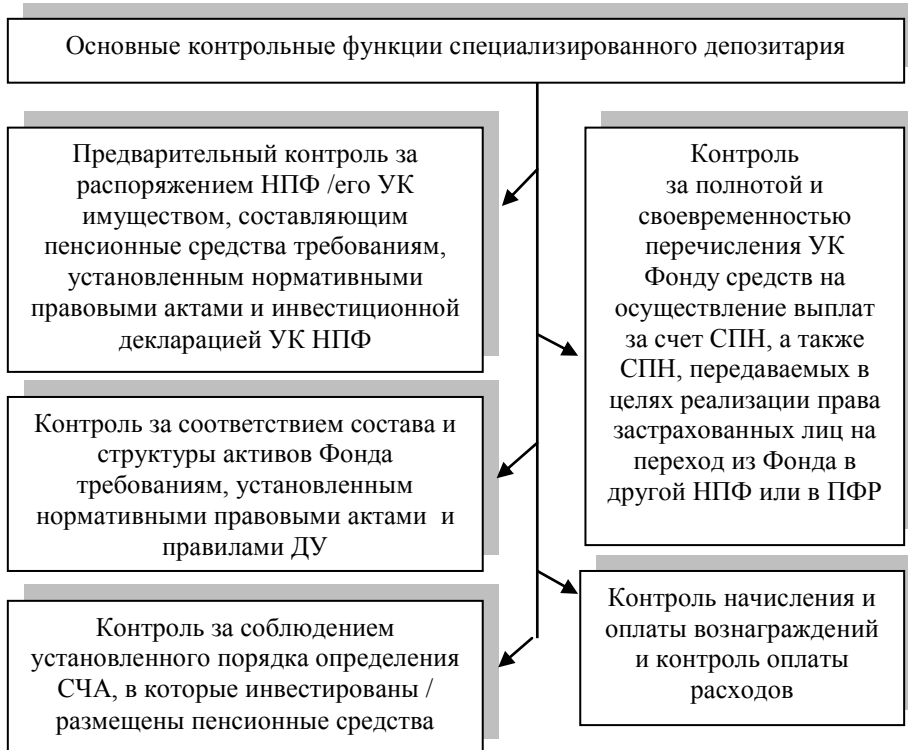 Основные контрольные функции специализированного депозитария
Предварительный контроль за
распоряжением НПФ /его УК
имуществом, составляющим
пенсионные средства требованиям,
установленным нормативными
правовыми актами и инвестиционной
декларацией УК НПФ
Контроль за соответствием состава и
структуры активов Фонда
требованиям, установленным
нормативными правовыми актами и
правилами ДУ
Контроль за соблюдением
установленного порядка определения
СЧА, в которые инвестированы /
размещены пенсионные средства
Контроль
за полнотой и
своевременностью
перечисления УК
Фонду средств на
осуществление выплат
за счет СПН, а также
СПН, передаваемых в
целях реализации права
застрахованных лиц на
переход из Фонда в
другой НПФ или в ПФР
Контроль начисления и
оплаты вознаграждений
и контроль оплаты
расходов